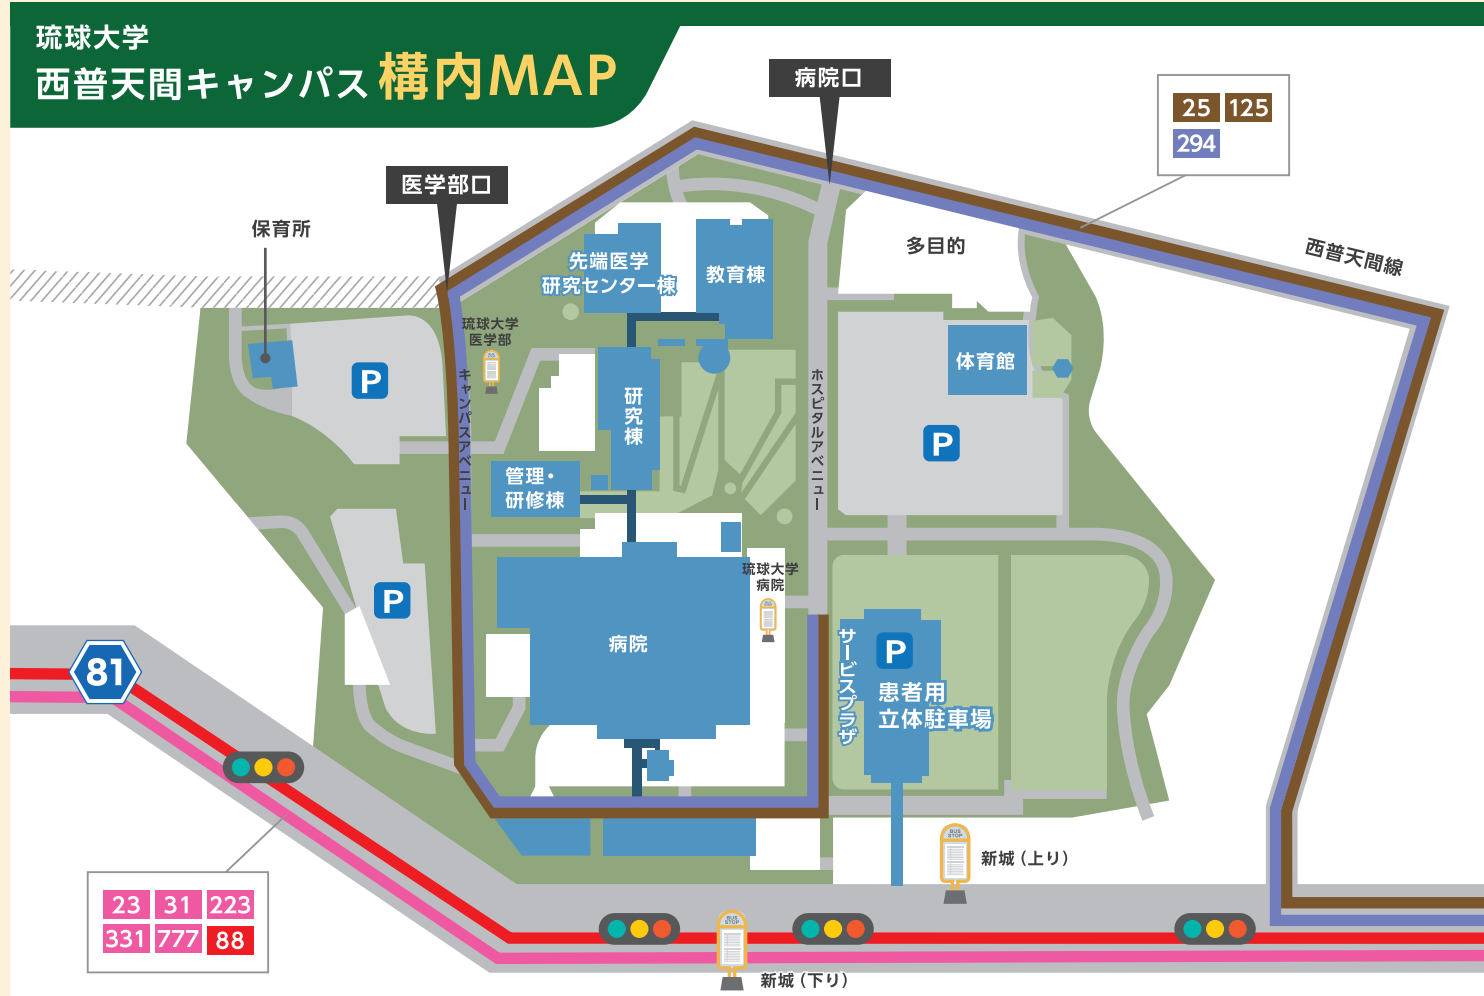 琉球大学
西普天間キャンパス 構内MAP
病院口
25 125
294
医学部口
保育所
多目的
西普天間線
先端医学
研究センター棟
教育棟
琉球大学
医学部
P
キャンパスアベニュー
研究棟
ホスピタルアベニュー
体育館
P
管理・
研修棟
琉球大学
病院
P
病院
サービスプラザ
P
患者用
立体駐車場
81
BUS
STOP
新城(上り)
23 31 223
331 777 88
BUS
STOP
新城(下り)